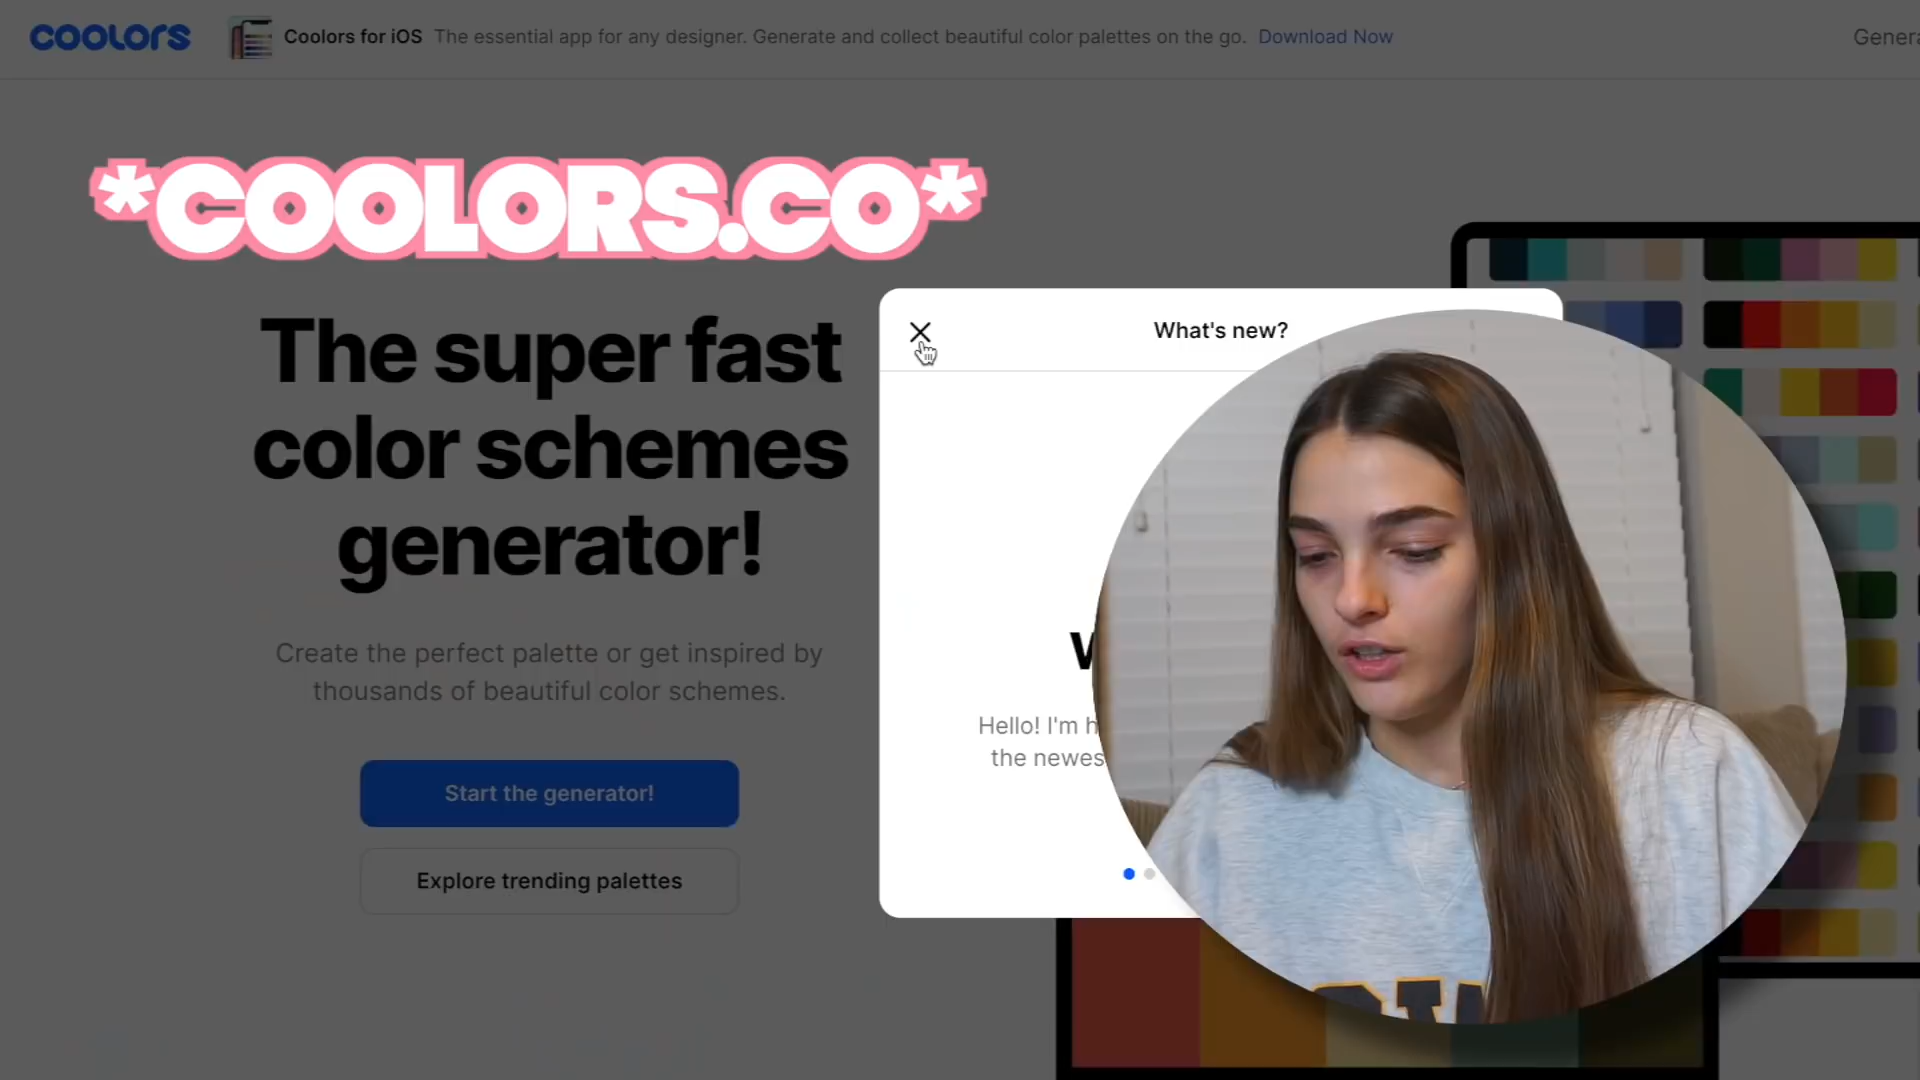 coolors
Coolors for iOS The essential app for any designer. Generate and collect beautiful color palettes on the go. Download Now
*COOLORS.CO*
The super fast
color schemes
generator!
Create the perfect palette or get inspired by
thousands of beautiful color schemes.
Start the generator!
Explore trending palettes
What's new?
Hello! I'm
the